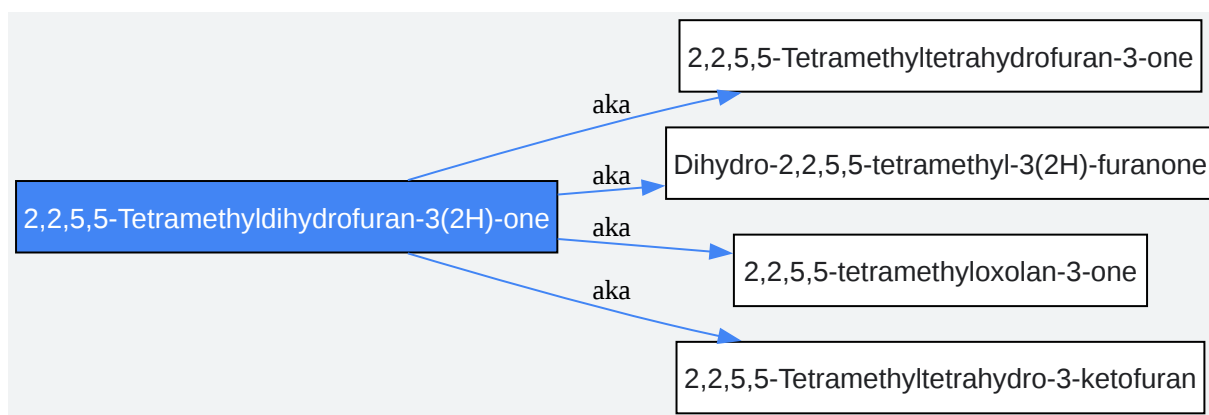 2,2,5,5-Tetramethyltetrahydrofuran-3-one
aka
Dihydro-2,2,5,5-tetramethyl-3(2H)-furanone
aka
2,2,5,5-Tetramethyldihydrofuran-3(2H)-one
aka
2,2,5,5-tetramethyloxolan-3-one
aka
2,2,5,5-Tetramethyltetrahydro-3-ketofuran